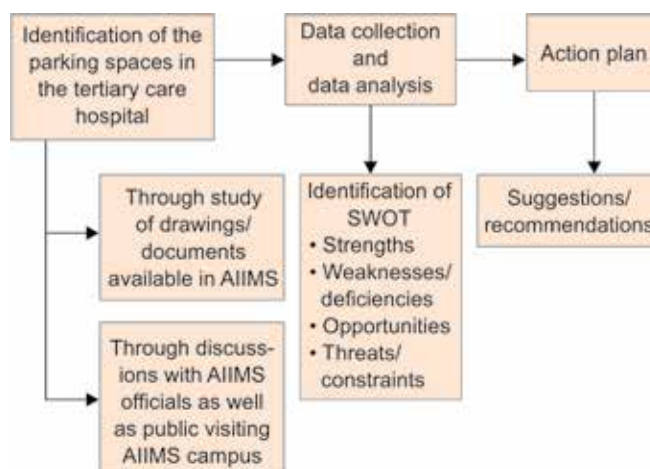 Identification of the
parking spaces in
the tertiary care
hospital
Data collection
and
data analysis
Action plan
Through study
of drawings/
documents
available in AIIMS
Identification of
SWOT
• Strengths
• Weaknesses/
deficiencies
• Opportunities
• Threats/
constraints
Suggestions/
recommendations
Through discuss-
ions with AIIMS
officials as well
as public visiting
AIIMS campus